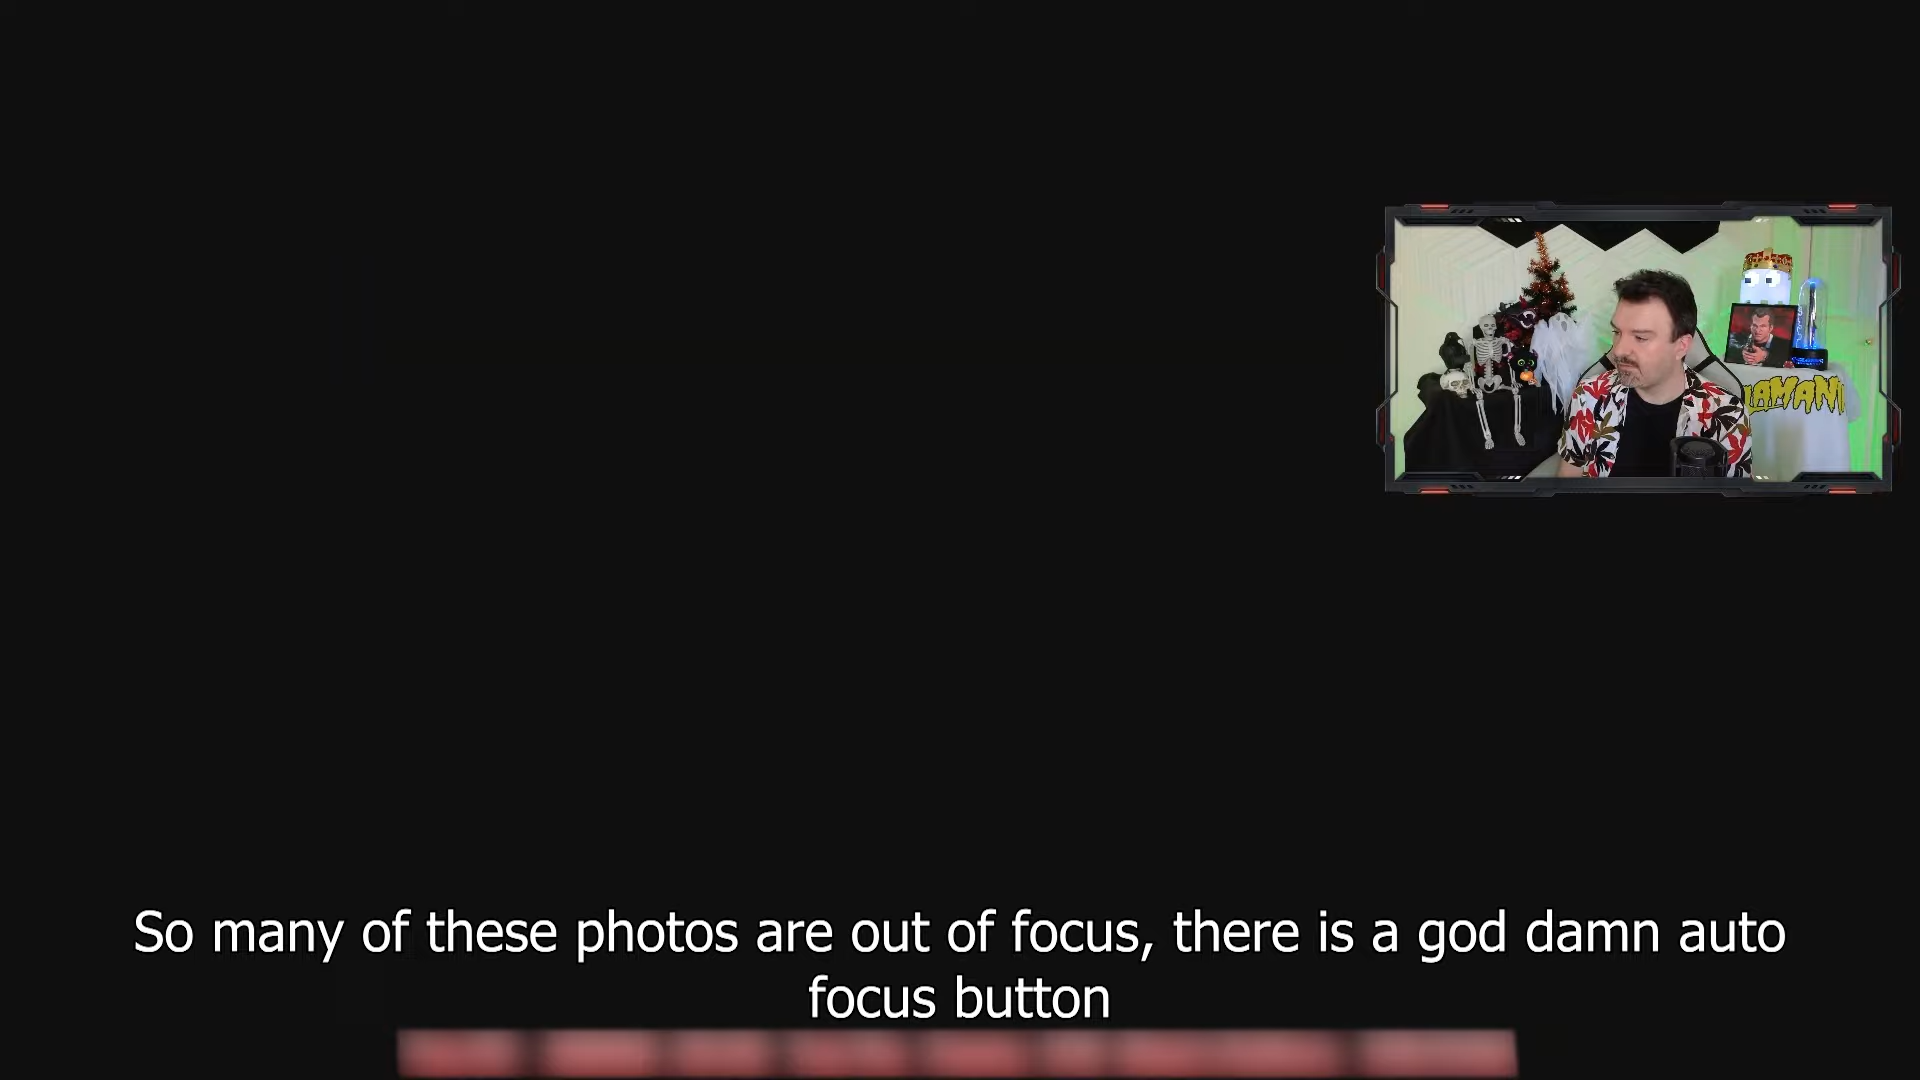 So many of these photos are out of focus, there is a god damn auto
focus button